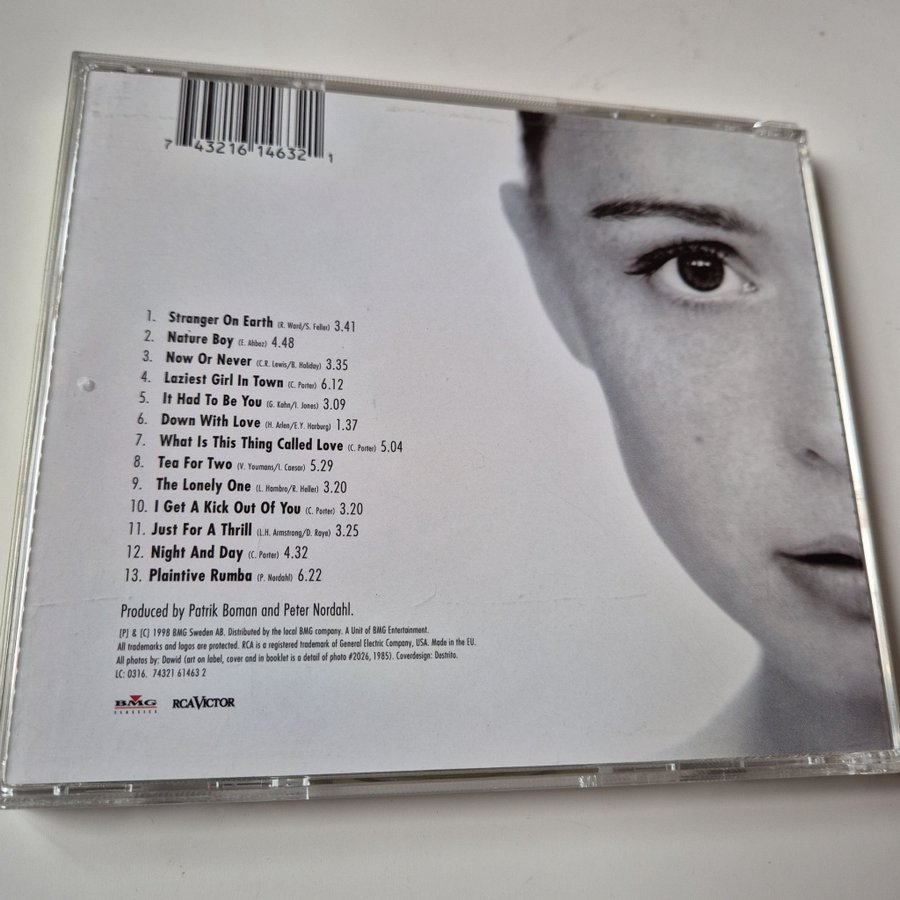 7 43216 14632 1
1. Stranger On Earth (R. Ward/S. Feller) 3.41
2. Nature Boy (E. Ahbez) 4.48
3. Now Or Never (C.R. Lewis/B. Holiday) 3.35
4. Laziest Girl In Town (C. Porter) 6.12
5. It Had To Be You (G. Kahn/I. Jones) 3.09
6. Down With Love (H. Arlen/E.Y. Harburg) 1.37
7. What Is This Thing Called Love (C. Porter) 5.04
8. Tea For Two (V. Youmans/I. Caesar) 5.29
9. The Lonely One (L. Hambro/R. Heller) 3.20
10. I Get A Kick Out Of You (C. Porter) 3.20
11. Just For A Thrill (L.H. Armstrong/D. Raye) 3.25
12. Night And Day (C. Porter) 4.32
13. Plaintive Rumba (P. Nordahl) 6.22
Produced by Patrik Boman and Peter Nordahl.
[P] & [C] 1998 BMG Sweden AB. Distributed by the local BMG company. A Unit of BMG Entertainment.
All trademarks and logos are protected. RCA is a registered trademark of General Electric Company, USA. Made in the EU.
All photos by: Dawid (art on label, cover and in booklet is a detail of photo #2026, 1985). Coverdesign: Dostrito.
LC: 0316. 74321 61463 2
BMG CLASSICS RCA VICTOR